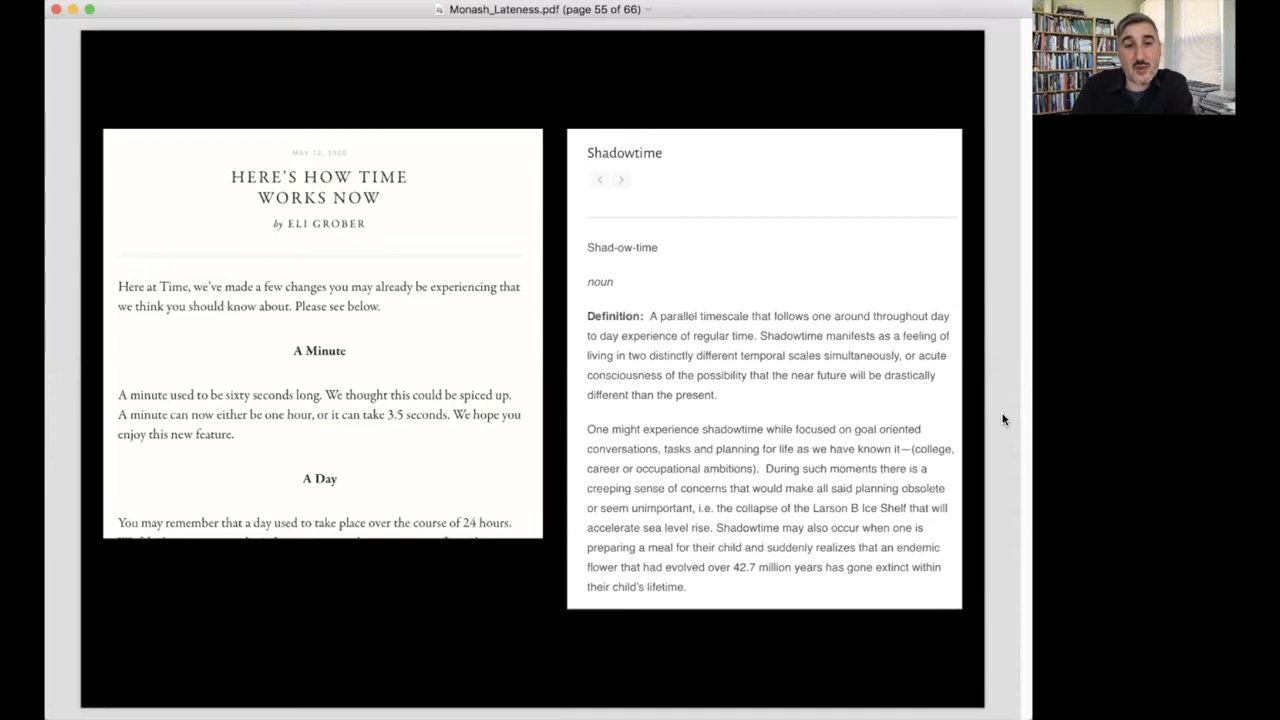 Monash_Lateness.pdf (page 55 of 66)
MAY 12, 2020
HERE'S HOW TIME
WORKS NOW
by ELI GROBER
Here at Time, we've made a few changes you may already be experiencing that
we think you should know about. Please see below.
A Minute
A minute used to be sixty seconds long. We thought this could be spiced up.
A minute can now either be one hour, or it can take 3.5 seconds. We hope you
enjoy this new feature.
A Day
You may remember that a day used to take place over the course of 24 hours.
Shadowtime
Shad-ow-time
noun
Definition: A parallel timescale that follows one around throughout day
to day experience of regular time. Shadowtime manifests as a feeling of
living in two distinctly different temporal scales simultaneously, or acute
consciousness of the possibility that the near future will be drastically
different than the present.
One might experience shadowtime while focused on goal oriented
conversations, tasks and planning for life as we have known it—(college,
career or occupational ambitions). During such moments there is a
creeping sense of concerns that would make all said planning obsolete
or seem unimportant, i.e. the collapse of the Larson B Ice Shelf that will
accelerate sea level rise. Shadowtime may also occur when one is
preparing a meal for their child and suddenly realizes that an endemic
flower that had evolved over 42.7 million years has gone extinct within
their child's lifetime.